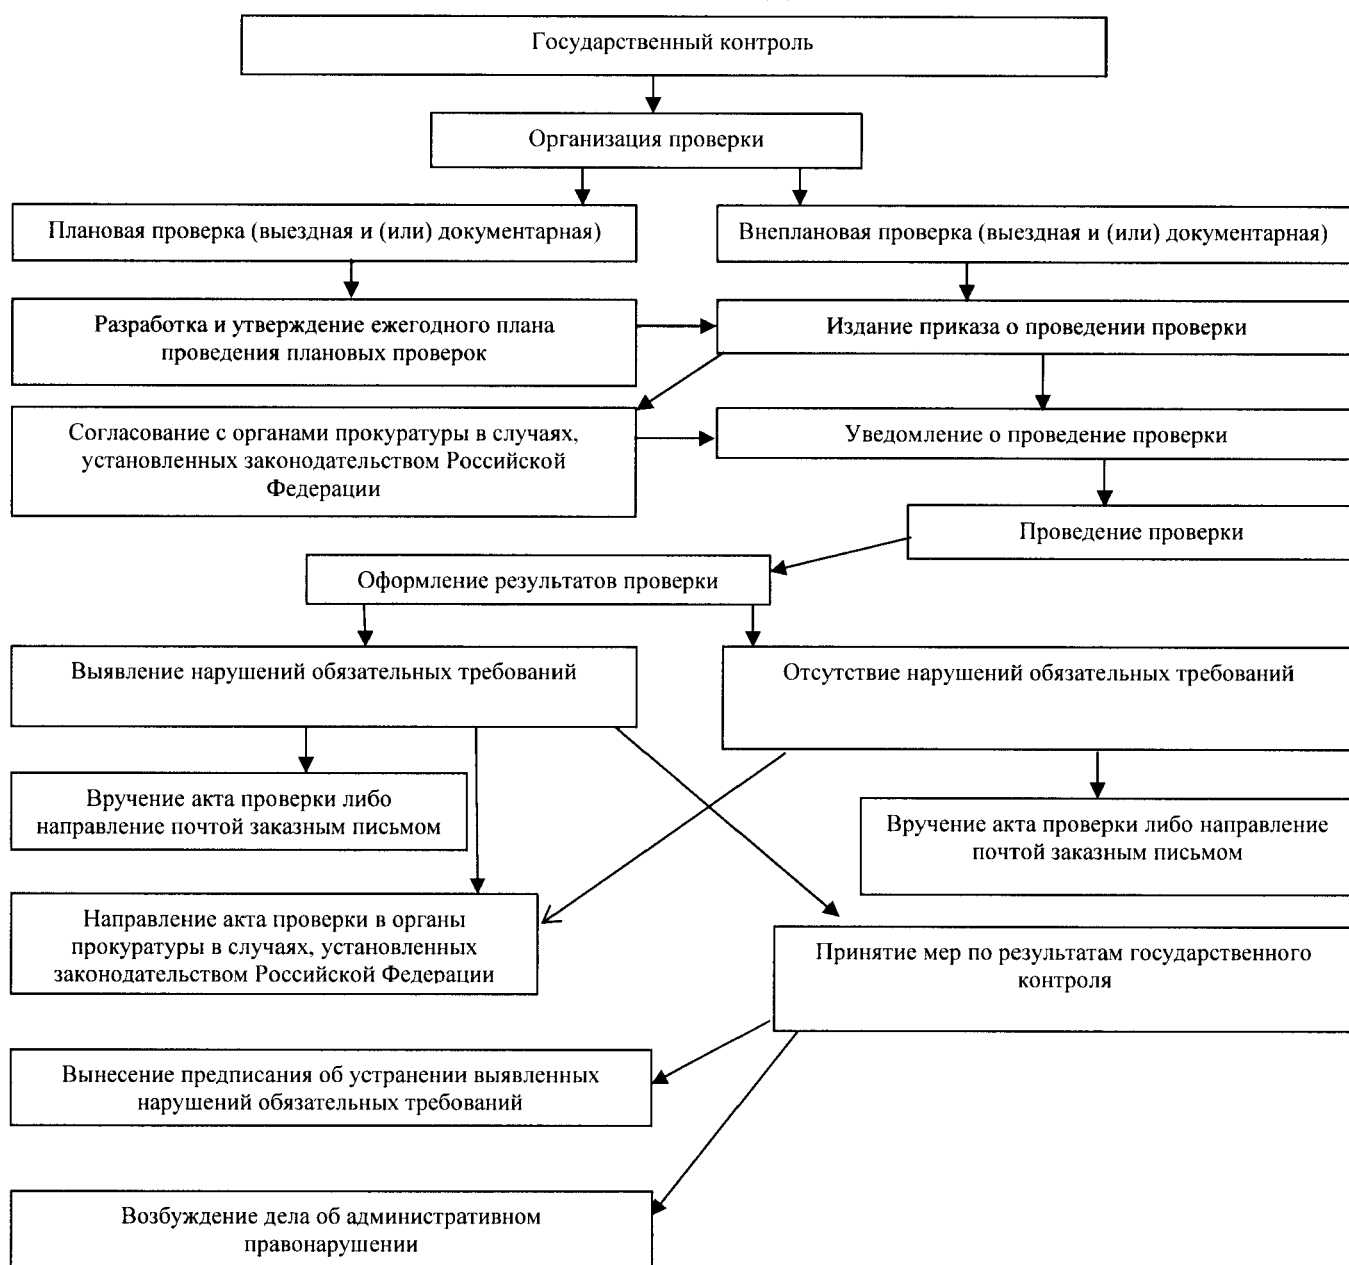 Государственный контроль
Организация проверки
Плановая проверка (выездная и (или) документарная)
Внеплановая проверка (выездная и (или) документарная)
Разработка и утверждение ежегодного плана
проведения плановых проверок
Издание приказа о проведении проверки
Согласование с органами прокуратуры в случаях,
установленных законодательством Российской
Федерации
Уведомление о проведение проверки
Проведение проверки
Оформление результатов проверки
Выявление нарушений обязательных требований
Отсутствие нарушений обязательных требований
Вручение акта проверки либо
направление почтой заказным письмом
Вручение акта проверки либо направление
почтой заказным письмом
Направление акта проверки в органы
прокуратуры в случаях, установленных
законодательством Российской Федерации
Принятие мер по результатам государственного
контроля
Вынесение предписания об устранении выявленных
нарушений обязательных требований
Возбуждение дела об административном
правонарушении